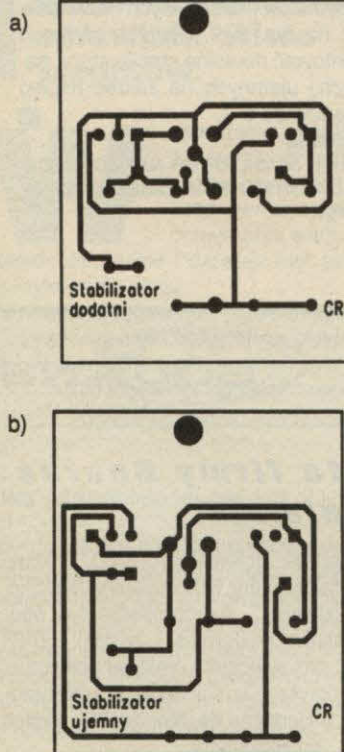 a)
Stabilizator
dodatni
CR
b)
Stabilizator
ujemny
CR